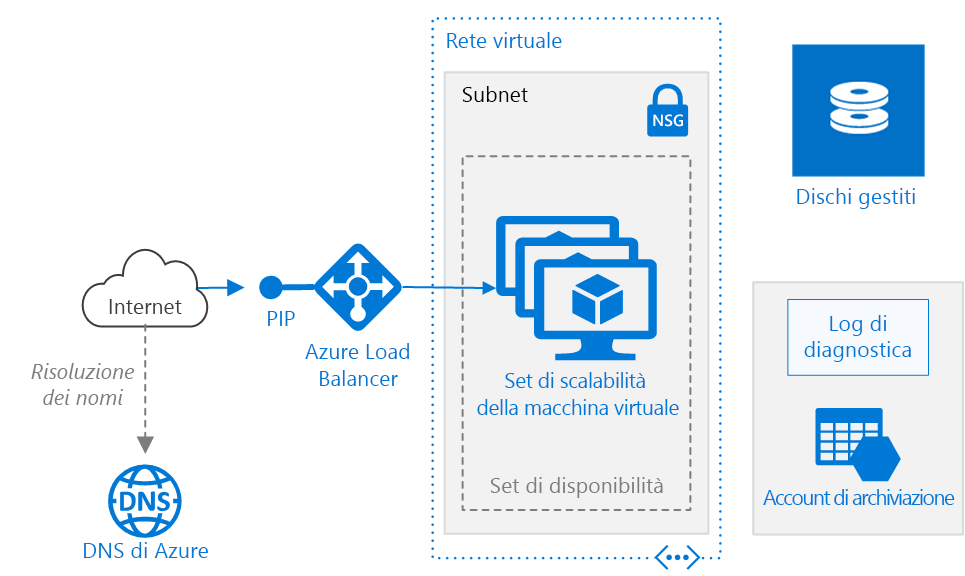 Rete virtuale
Subnet
NSG
Dischi gestiti
Internet
PIP
Azure Load
Balancer
Risoluzione
dei nomi
DNS
DNS di Azure
Set di scalabilità
della macchina virtuale
Set di disponibilità
Log di
diagnostica
Account di archiviazione